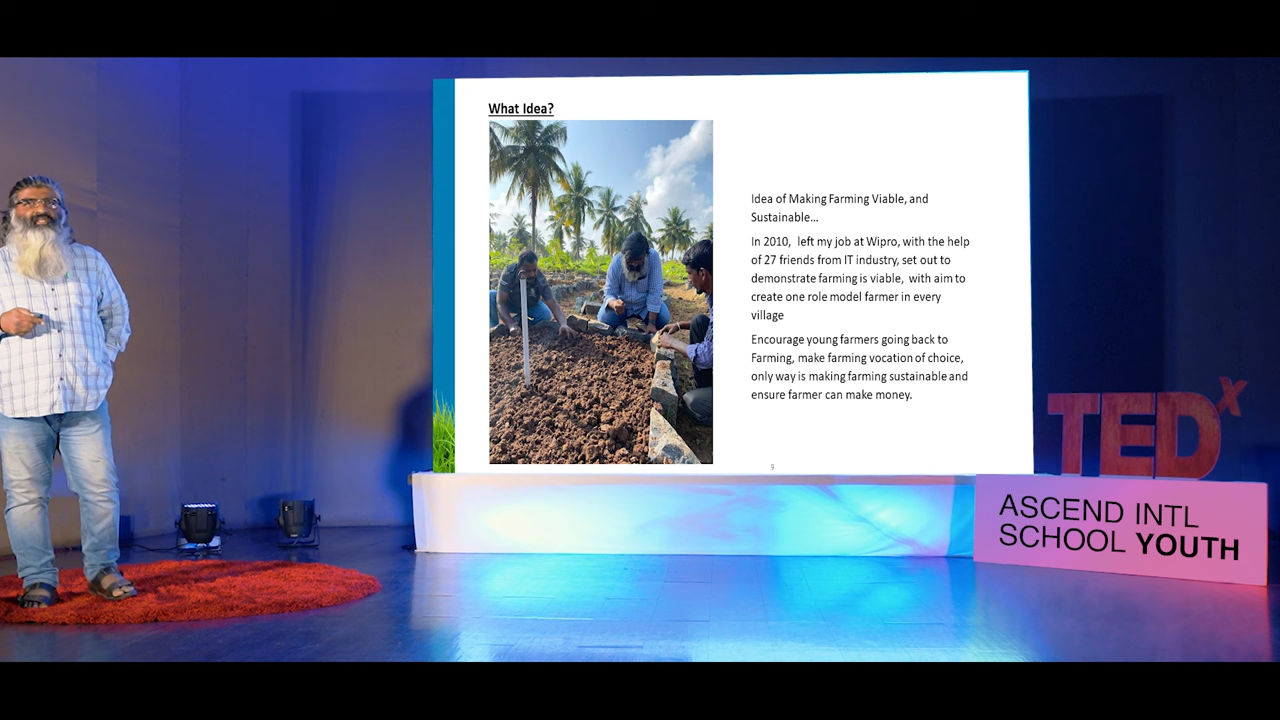 What Idea?
Idea of Making Farming Viable, and
Sustainable...
In 2010, left my job at Wipro, with the help
of 27 friends from IT industry, set out to
demonstrate farming is viable, with aim to
create one role model farmer in every
village
Encourage young farmers going back to
Farming, make farming vocation of choice,
only way is making farming sustainable and
ensure farmer can make money.
9
TEDx
ASCEND INTL
SCHOOL YOUTH